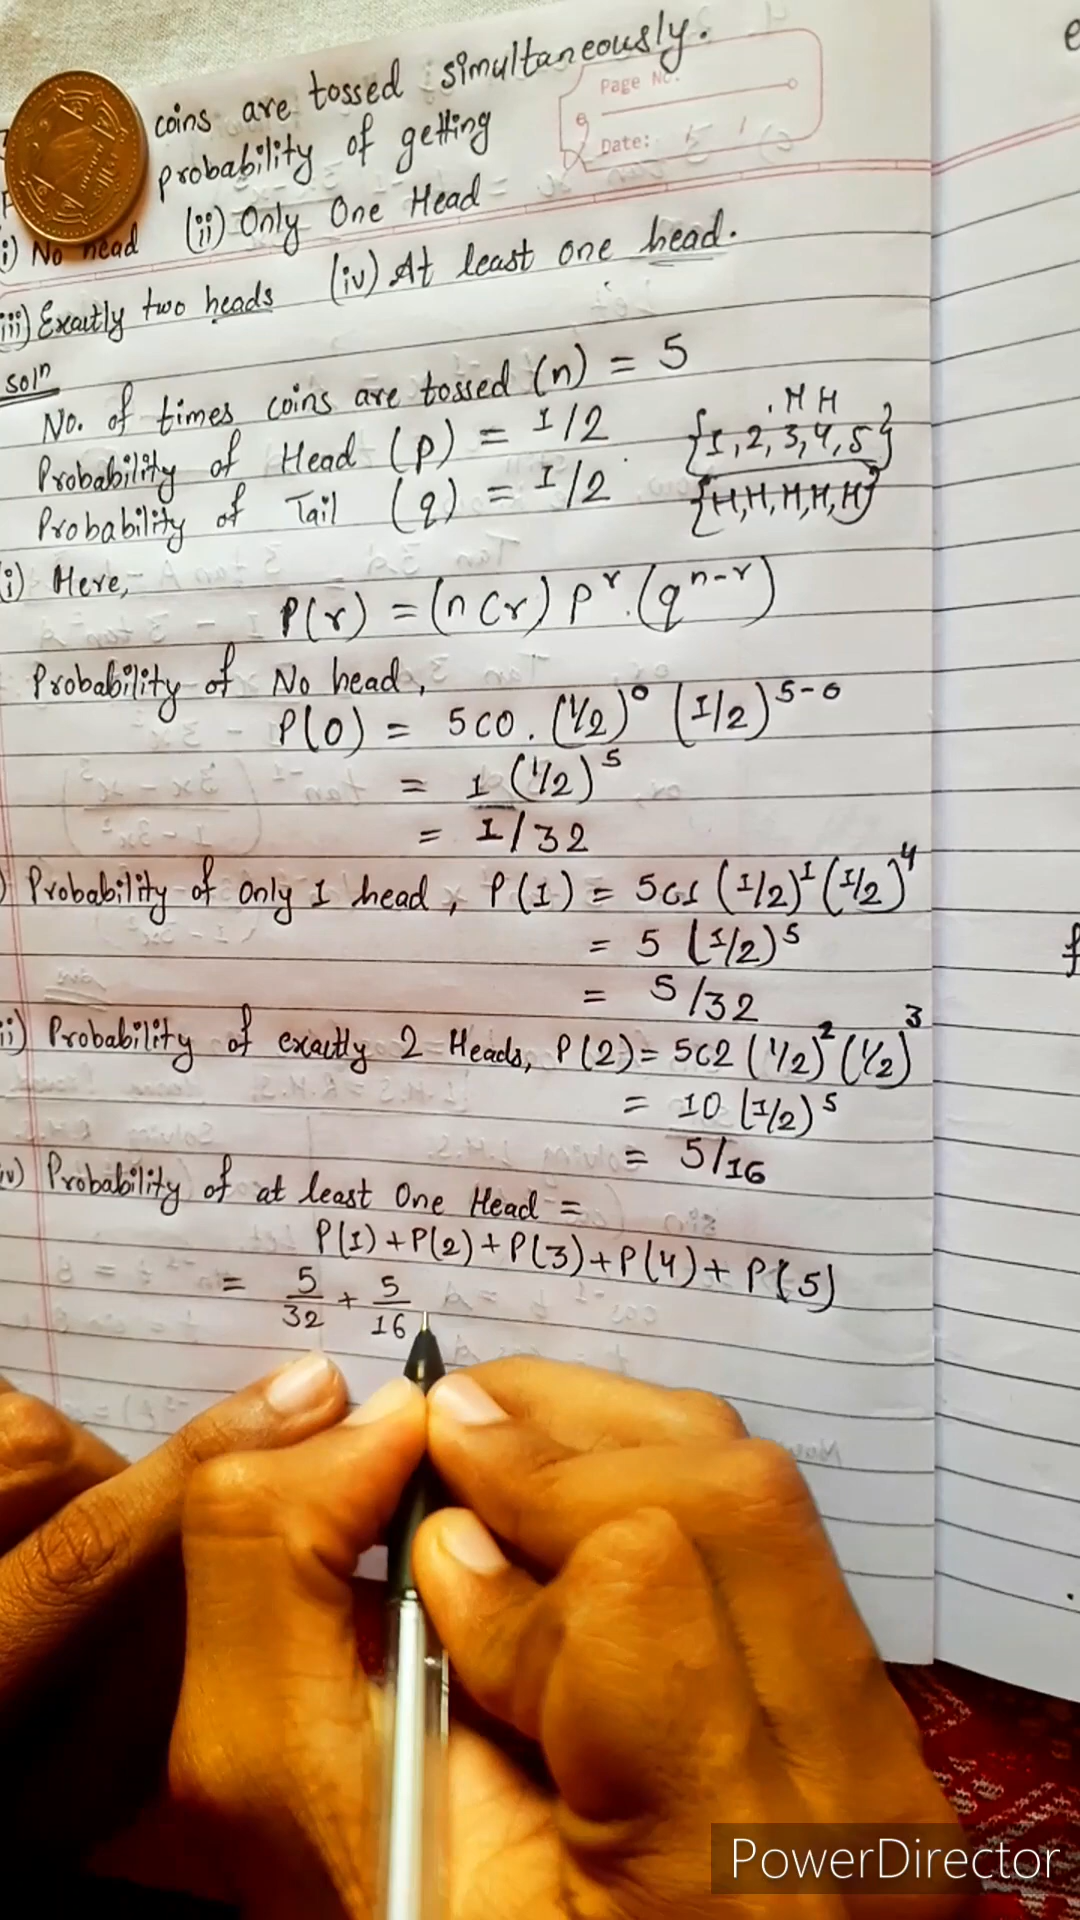 coins are tossed simultaneously.
probability of getting
i) No head (ii) Only One Head
iii) Exactly two heads (iv) At least one head.
Page No.
Date:
Soln
No. of times coins are tossed (n) = 5
Probability of Head (p) = 1/2
Probability of Tail (q) = 1/2
H H
{1,2,3,4,5}
{H,H,H,H,H}
i) Here,
P(r) = (nCr) p^r.(q^n-r)
Probability of No head,
P(0) = 5C0. (1/2)^0 (1/2)^5-0
= 1 (1/2)^5
= 1/32
) Probability of only 1 head, P(1) = 5C1 (1/2)^1 (1/2)^4
= 5 (1/2)^5
= 5/32
ii) Probability of exactly 2 Heads, P(2) = 5C2 (1/2)^2 (1/2)^3
= 10 (1/2)^5
= 5/16
iv) Probability of at least One Head =
P(1)+P(2)+P(3)+P(4)+P(5)
= 5/32 + 5/16
PowerDirector